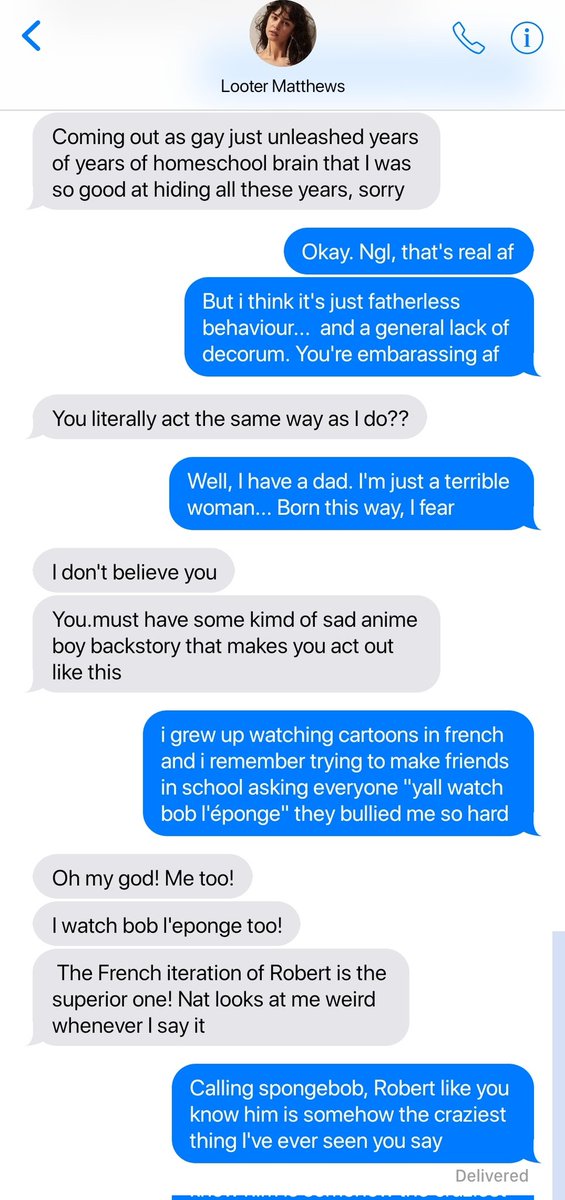 Looter Matthews
Coming out as gay just unleashed years
of years of homeschool brain that I was
so good at hiding all these years, sorry
Okay. Ngl, that's real af
But i think it's just fatherless
behaviour... and a general lack of
decorum. You're embarassing af
You literally act the same way as I do??
Well, I have a dad. I'm just a terrible
woman... Born this way, I fear
I don't believe you
You.must have some kimd of sad anime
boy backstory that makes you act out
like this
i grew up watching cartoons in french
and i remember trying to make friends
in school asking everyone "yall watch
bob l'éponge" they bullied me so hard
Oh my god! Me too!
I watch bob l'eponge too!
The French iteration of Robert is the
superior one! Nat looks at me weird
whenever I say it
Calling spongebob, Robert like you
know him is somehow the craziest
thing I've ever seen you say
Delivered